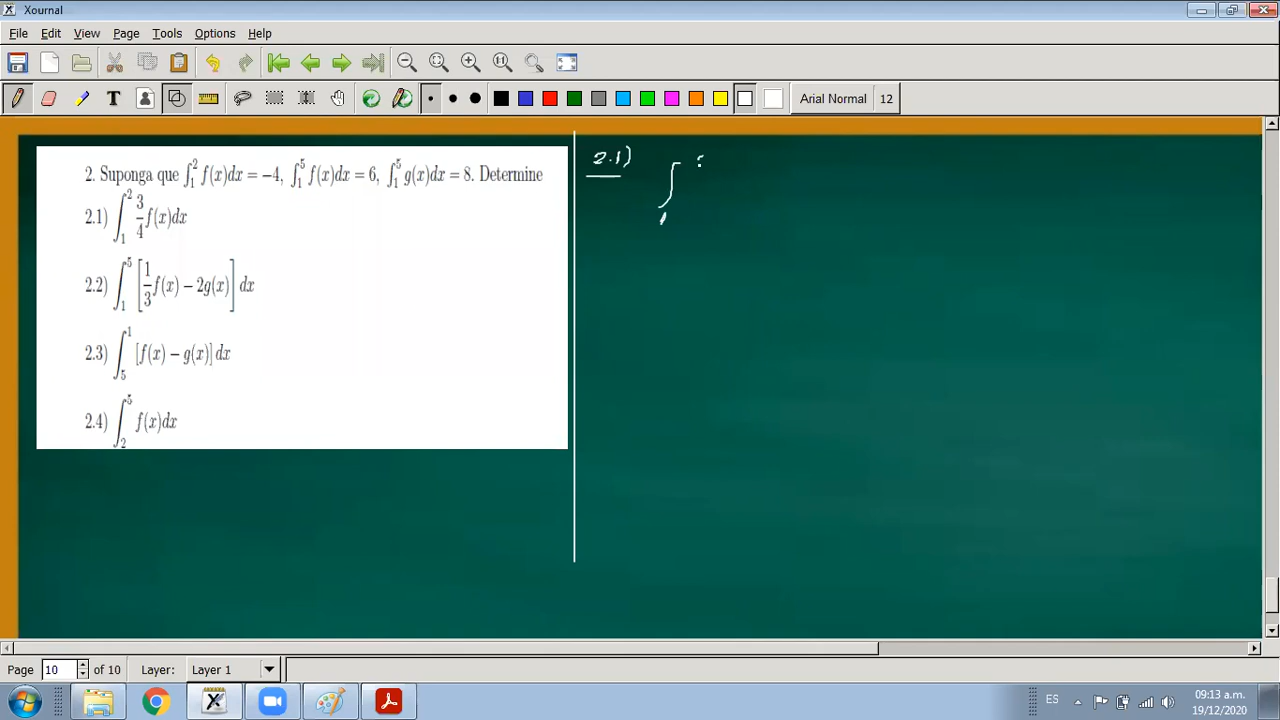 Xournal
File Edit View Page Tools Options Help
Arial Normal 12
2. Suponga que ∫₁² f(x)dx = −4, ∫₁⁵ f(x)dx = 6, ∫₁⁵ g(x)dx = 8. Determine
2.1) ∫₁² 3/4 f(x)dx
2.2) ∫₁⁵ [1/3 f(x) − 2g(x)] dx
2.3) ∫₅¹ [f(x) − g(x)] dx
2.4) ∫₂⁵ f(x)dx
2.1) ∫
Page 10 of 10 Layer: Layer 1
ES 09:13 a.m.
19/12/2020